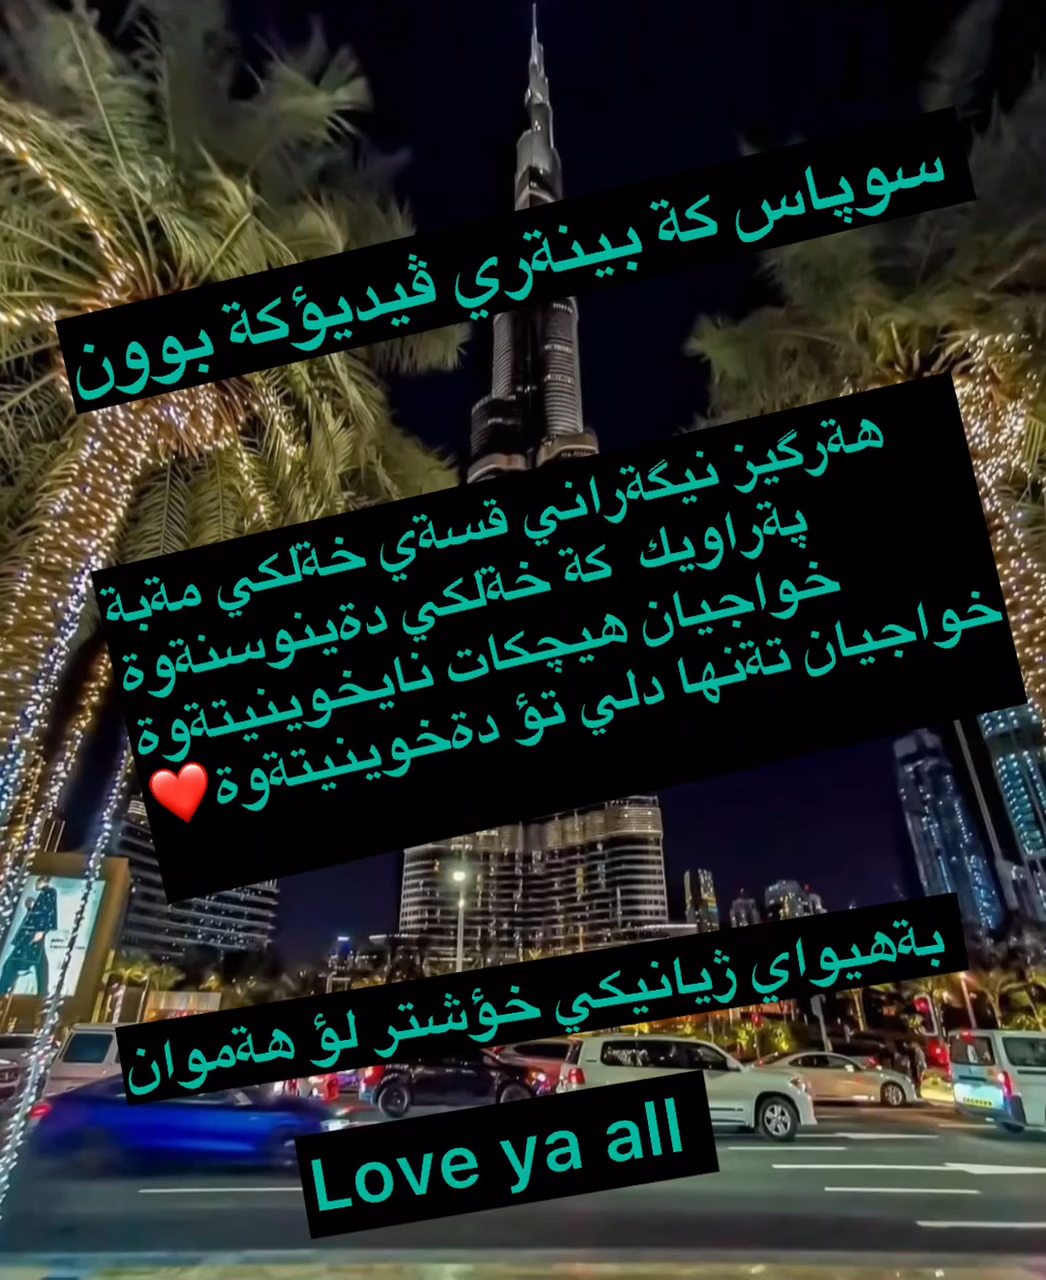 سوپاس كة بينةري ڤيديؤكة بوون
هةرگيز نيگةراني قسةي خةلكي مةبة
پةراويك كة خةلكي دةينوسنةوة
خواجيان هيچكات نايخوينيتةوة
خواجيان تةنها دلي تؤ دةخوينيتةوة❤️
بةهيواي ژيانيكي خؤشتر لؤ هةموان
Love ya all